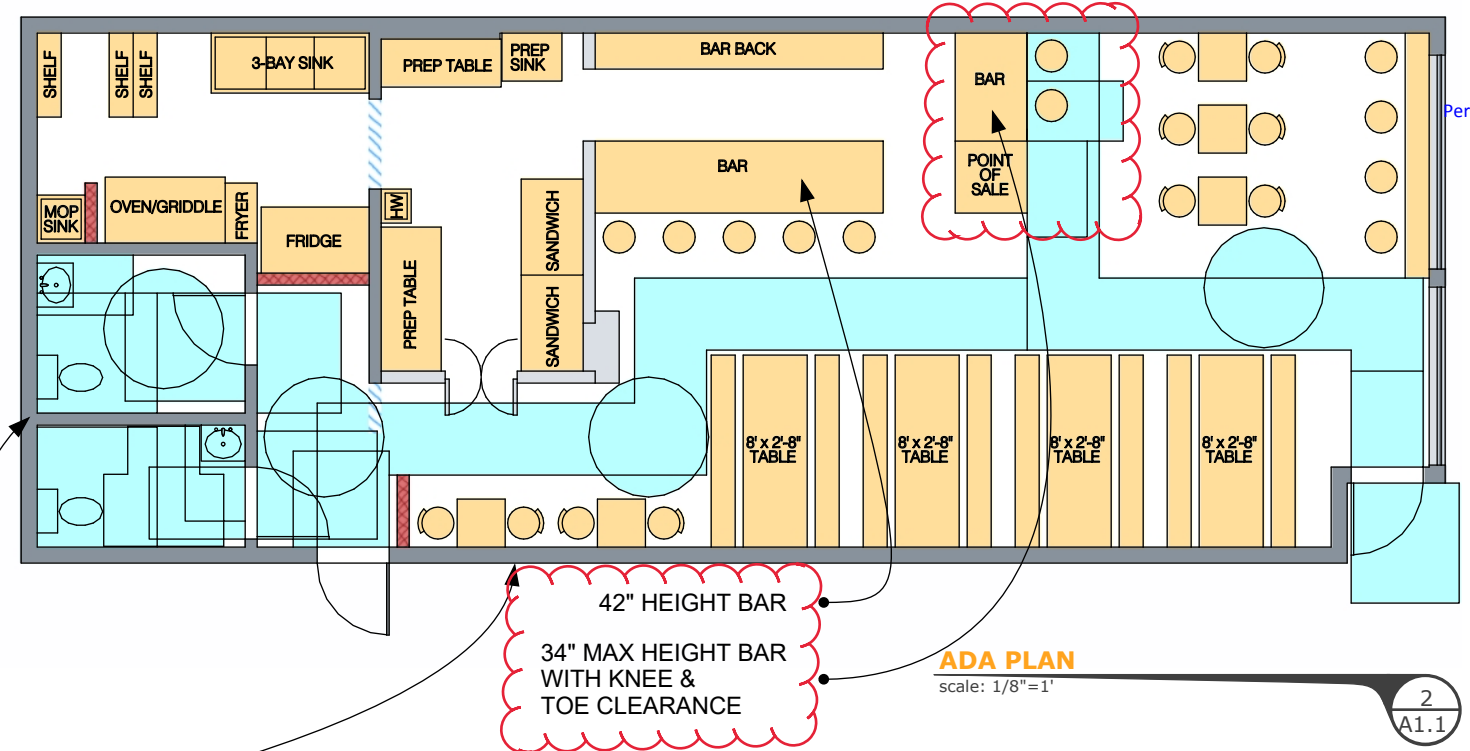 SHELF
SHELF
SHELF
3-BAY SINK
PREP TABLE
PREP
SINK
BAR BACK
BAR
POINT
OF
SALE
Per
MOP
SINK
OVEN/GRIDDLE
FRYER
FRIDGE
HW
PREP TABLE
SANDWICH
SANDWICH
BAR
8' x 2'-8"
TABLE
8' x 2'-8"
TABLE
8' x 2'-8"
TABLE
8' x 2'-8"
TABLE
42" HEIGHT BAR
34" MAX HEIGHT BAR
WITH KNEE &
TOE CLEARANCE
ADA PLAN
scale: 1/8"=1'
2
A1.1